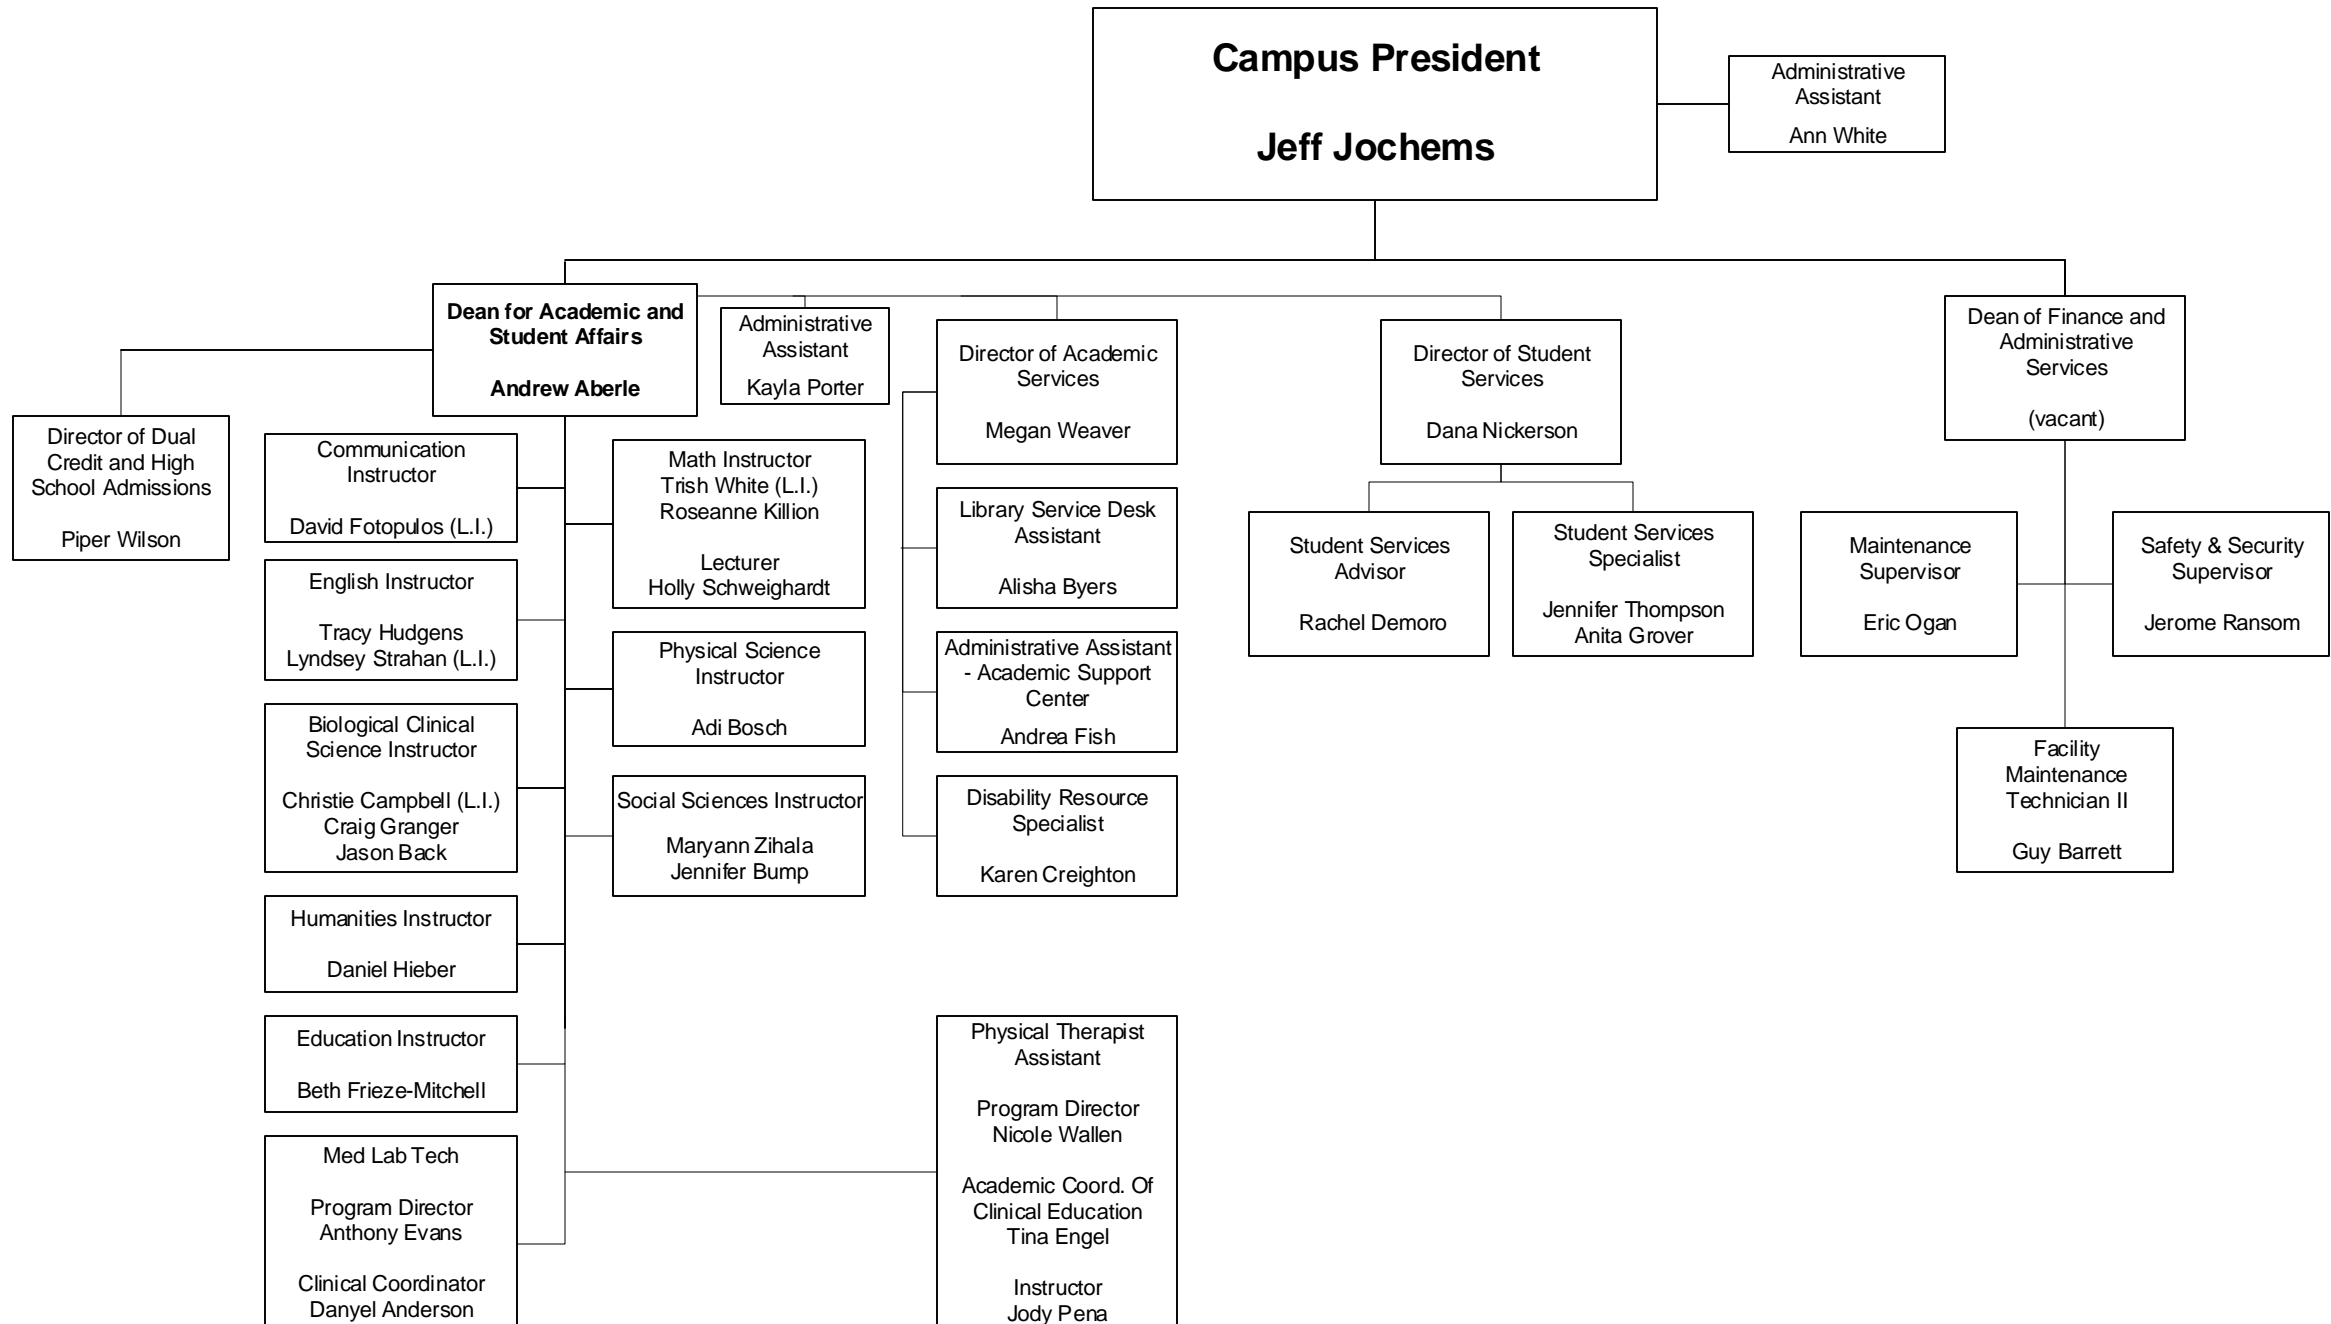 Campus President
Jeff Jochems
Administrative
Assistant
Ann White
Dean for Academic and
Student Affairs
Andrew Aberle
Administrative
Assistant
Kayla Porter
Director of Academic
Services
Megan Weaver
Director of Student
Services
Dana Nickerson
Dean of Finance and
Administrative
Services
(vacant)
Director of Dual
Credit and High
School Admissions
Piper Wilson
Communication
Instructor
David Fotopulos (L.I.)
English Instructor
Tracy Hudgens
Lyndsey Strahan (L.I.)
Biological Clinical
Science Instructor
Christie Campbell (L.I.)
Craig Granger
Jason Back
Humanities Instructor
Daniel Hieber
Education Instructor
Beth Frieze-Mitchell
Med Lab Tech
Program Director
Anthony Evans
Clinical Coordinator
Danyel Anderson
Math Instructor
Trish White (L.I.)
Roseanne Killion
Lecturer
Holly Schweighardt
Physical Science
Instructor
Adi Bosch
Social Sciences Instructor
Maryann Zihala
Jennifer Bump
Library Service Desk
Assistant
Alisha Byers
Administrative Assistant
- Academic Support
Center
Andrea Fish
Disability Resource
Specialist
Karen Creighton
Physical Therapist
Assistant
Program Director
Nicole Wallen
Academic Coord. Of
Clinical Education
Tina Engel
Instructor
Jody Pena
Student Services
Advisor
Rachel Demoro
Student Services
Specialist
Jennifer Thompson
Anita Grover
Maintenance
Supervisor
Eric Ogan
Safety & Security
Supervisor
Jerome Ransom
Facility
Maintenance
Technician II
Guy Barrett